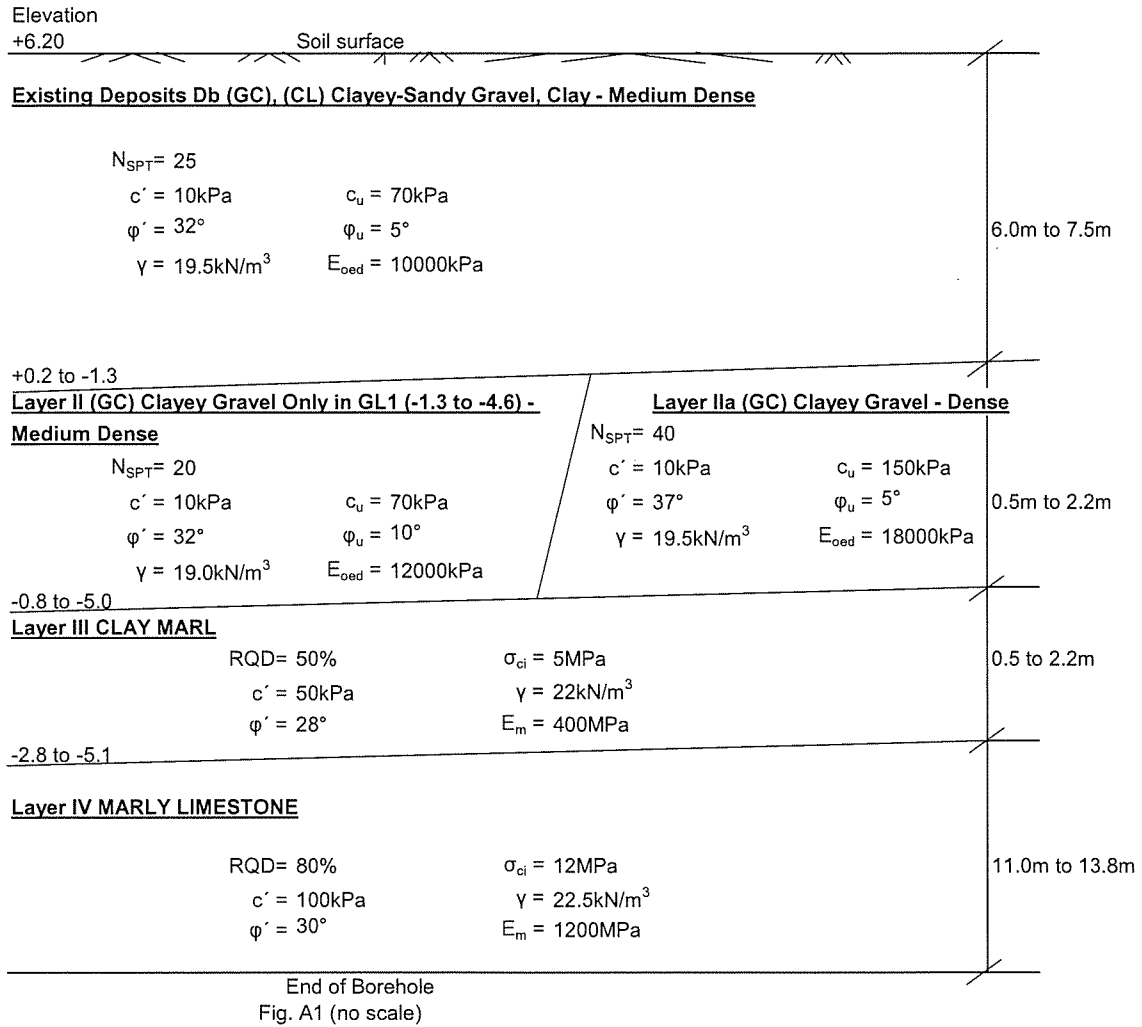 Elevation
+6.20
Soil surface
Existing Deposits Db (GC), (CL) Clayey-Sandy Gravel, Clay - Medium Dense
N_SPT= 25
c´ = 10kPa c_u = 70kPa
φ´ = 32° φ_u = 5°
γ = 19.5kN/m³ E_oed = 10000kPa
6.0m to 7.5m
+0.2 to -1.3
Layer II (GC) Clayey Gravel Only in GL1 (-1.3 to -4.6) -
Medium Dense
N_SPT= 20
c´ = 10kPa c_u = 70kPa
φ´ = 32° φ_u = 10°
γ = 19.0kN/m³ E_oed = 12000kPa
Layer IIa (GC) Clayey Gravel - Dense
N_SPT= 40
c´ = 10kPa c_u = 150kPa
φ´ = 37° φ_u = 5°
γ = 19.5kN/m³ E_oed = 18000kPa
0.5m to 2.2m
-0.8 to -5.0
Layer III CLAY MARL
RQD= 50% σ_ci = 5MPa
c´ = 50kPa γ = 22kN/m³
φ´ = 28° E_m = 400MPa
0.5 to 2.2m
-2.8 to -5.1
Layer IV MARLY LIMESTONE
RQD= 80% σ_ci = 12MPa
c´ = 100kPa γ = 22.5kN/m³
φ´ = 30° E_m = 1200MPa
11.0m to 13.8m
End of Borehole
Fig. A1 (no scale)